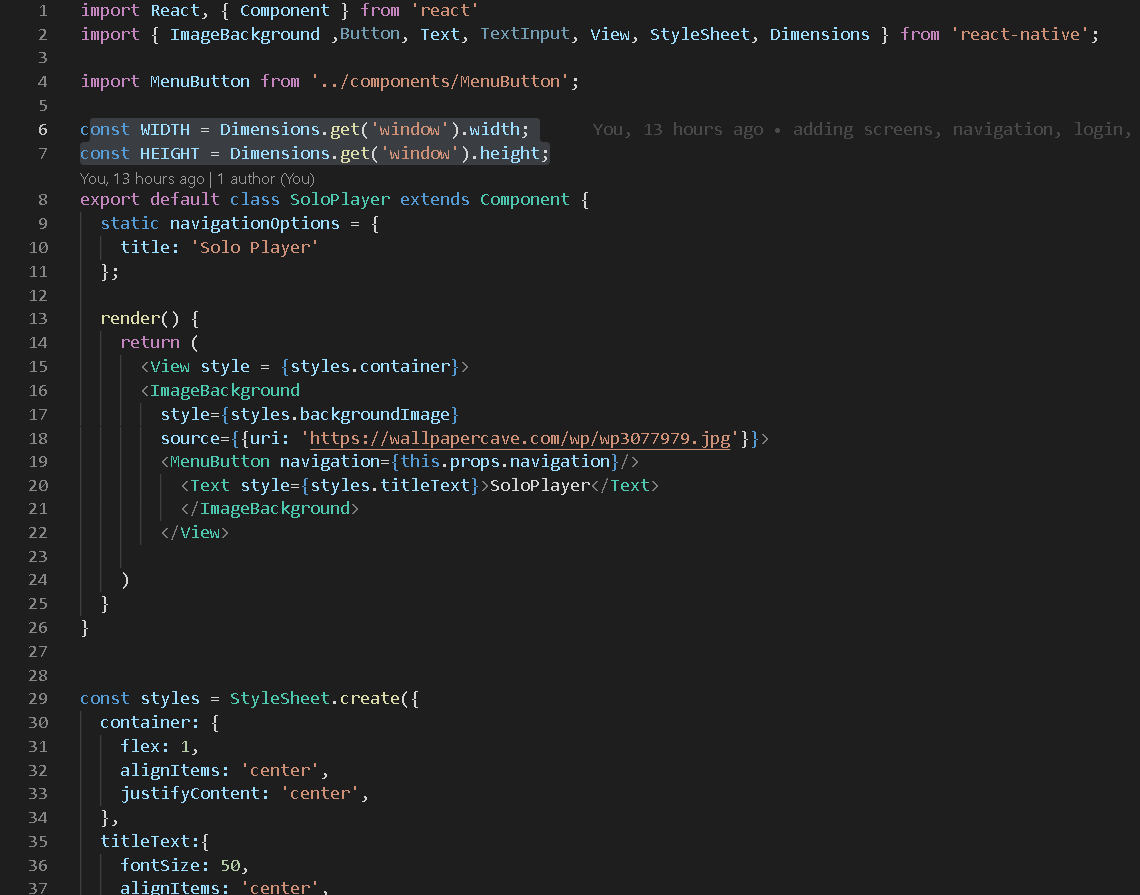 1 import React, { Component } from 'react'
2 import { ImageBackground ,Button, Text, TextInput, View, StyleSheet, Dimensions } from 'react-native';
3
4 import MenuButton from '../components/MenuButton';
5
6 const WIDTH = Dimensions.get('window').width; You, 13 hours ago • adding screens, navigation, login,
7 const HEIGHT = Dimensions.get('window').height;
You, 13 hours ago | 1 author (You)
8 export default class SoloPlayer extends Component {
9 static navigationOptions = {
10 title: 'Solo Player'
11 };
12
13 render() {
14 return (
15 <View style = {styles.container}>
16 <ImageBackground
17 style={styles.backgroundImage}
18 source={{uri: 'https://wallpapercave.com/wp/wp3077979.jpg'}}>
19 <MenuButton navigation={this.props.navigation}/>
20 <Text style={styles.titleText}>SoloPlayer</Text>
21 </ImageBackground>
22 </View>
23
24 )
25 }
26 }
27
28
29 const styles = StyleSheet.create({
30 container: {
31 flex: 1,
32 alignItems: 'center',
33 justifyContent: 'center',
34 },
35 titleText:{
36 fontSize: 50,
37 alignItems: 'center',